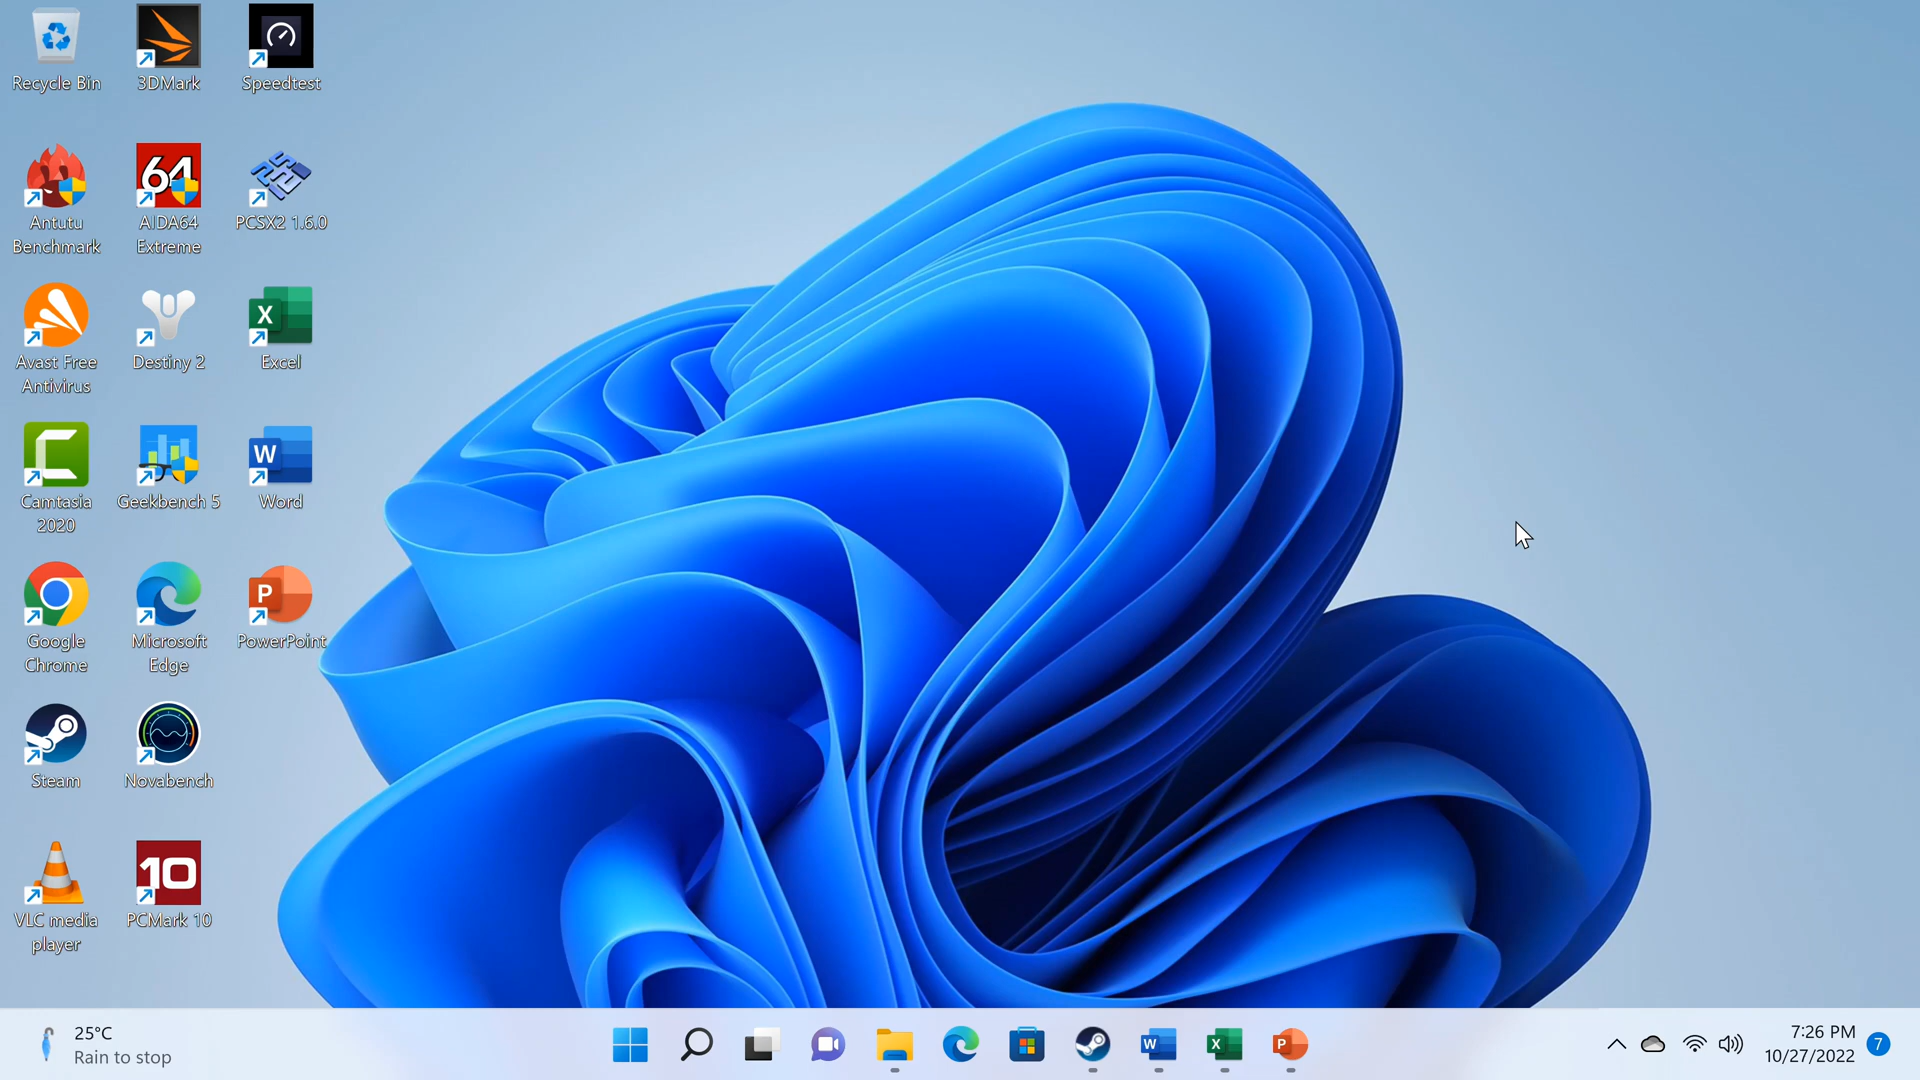 Recycle Bin
3DMark
Speedtest
64
Antutu
Benchmark
AIDA64
Extreme
PCSX2 1.6.0
X
Avast Free
Antivirus
Destiny 2
Excel
W
Camtasia
2020
Geekbench 5
Word
P
Google
Chrome
Microsoft
Edge
PowerPoint
Steam
Novabench
10
VLC media
player
PCMark 10
25°C
Rain to stop
W
X
P
7:26 PM
10/27/2022
7